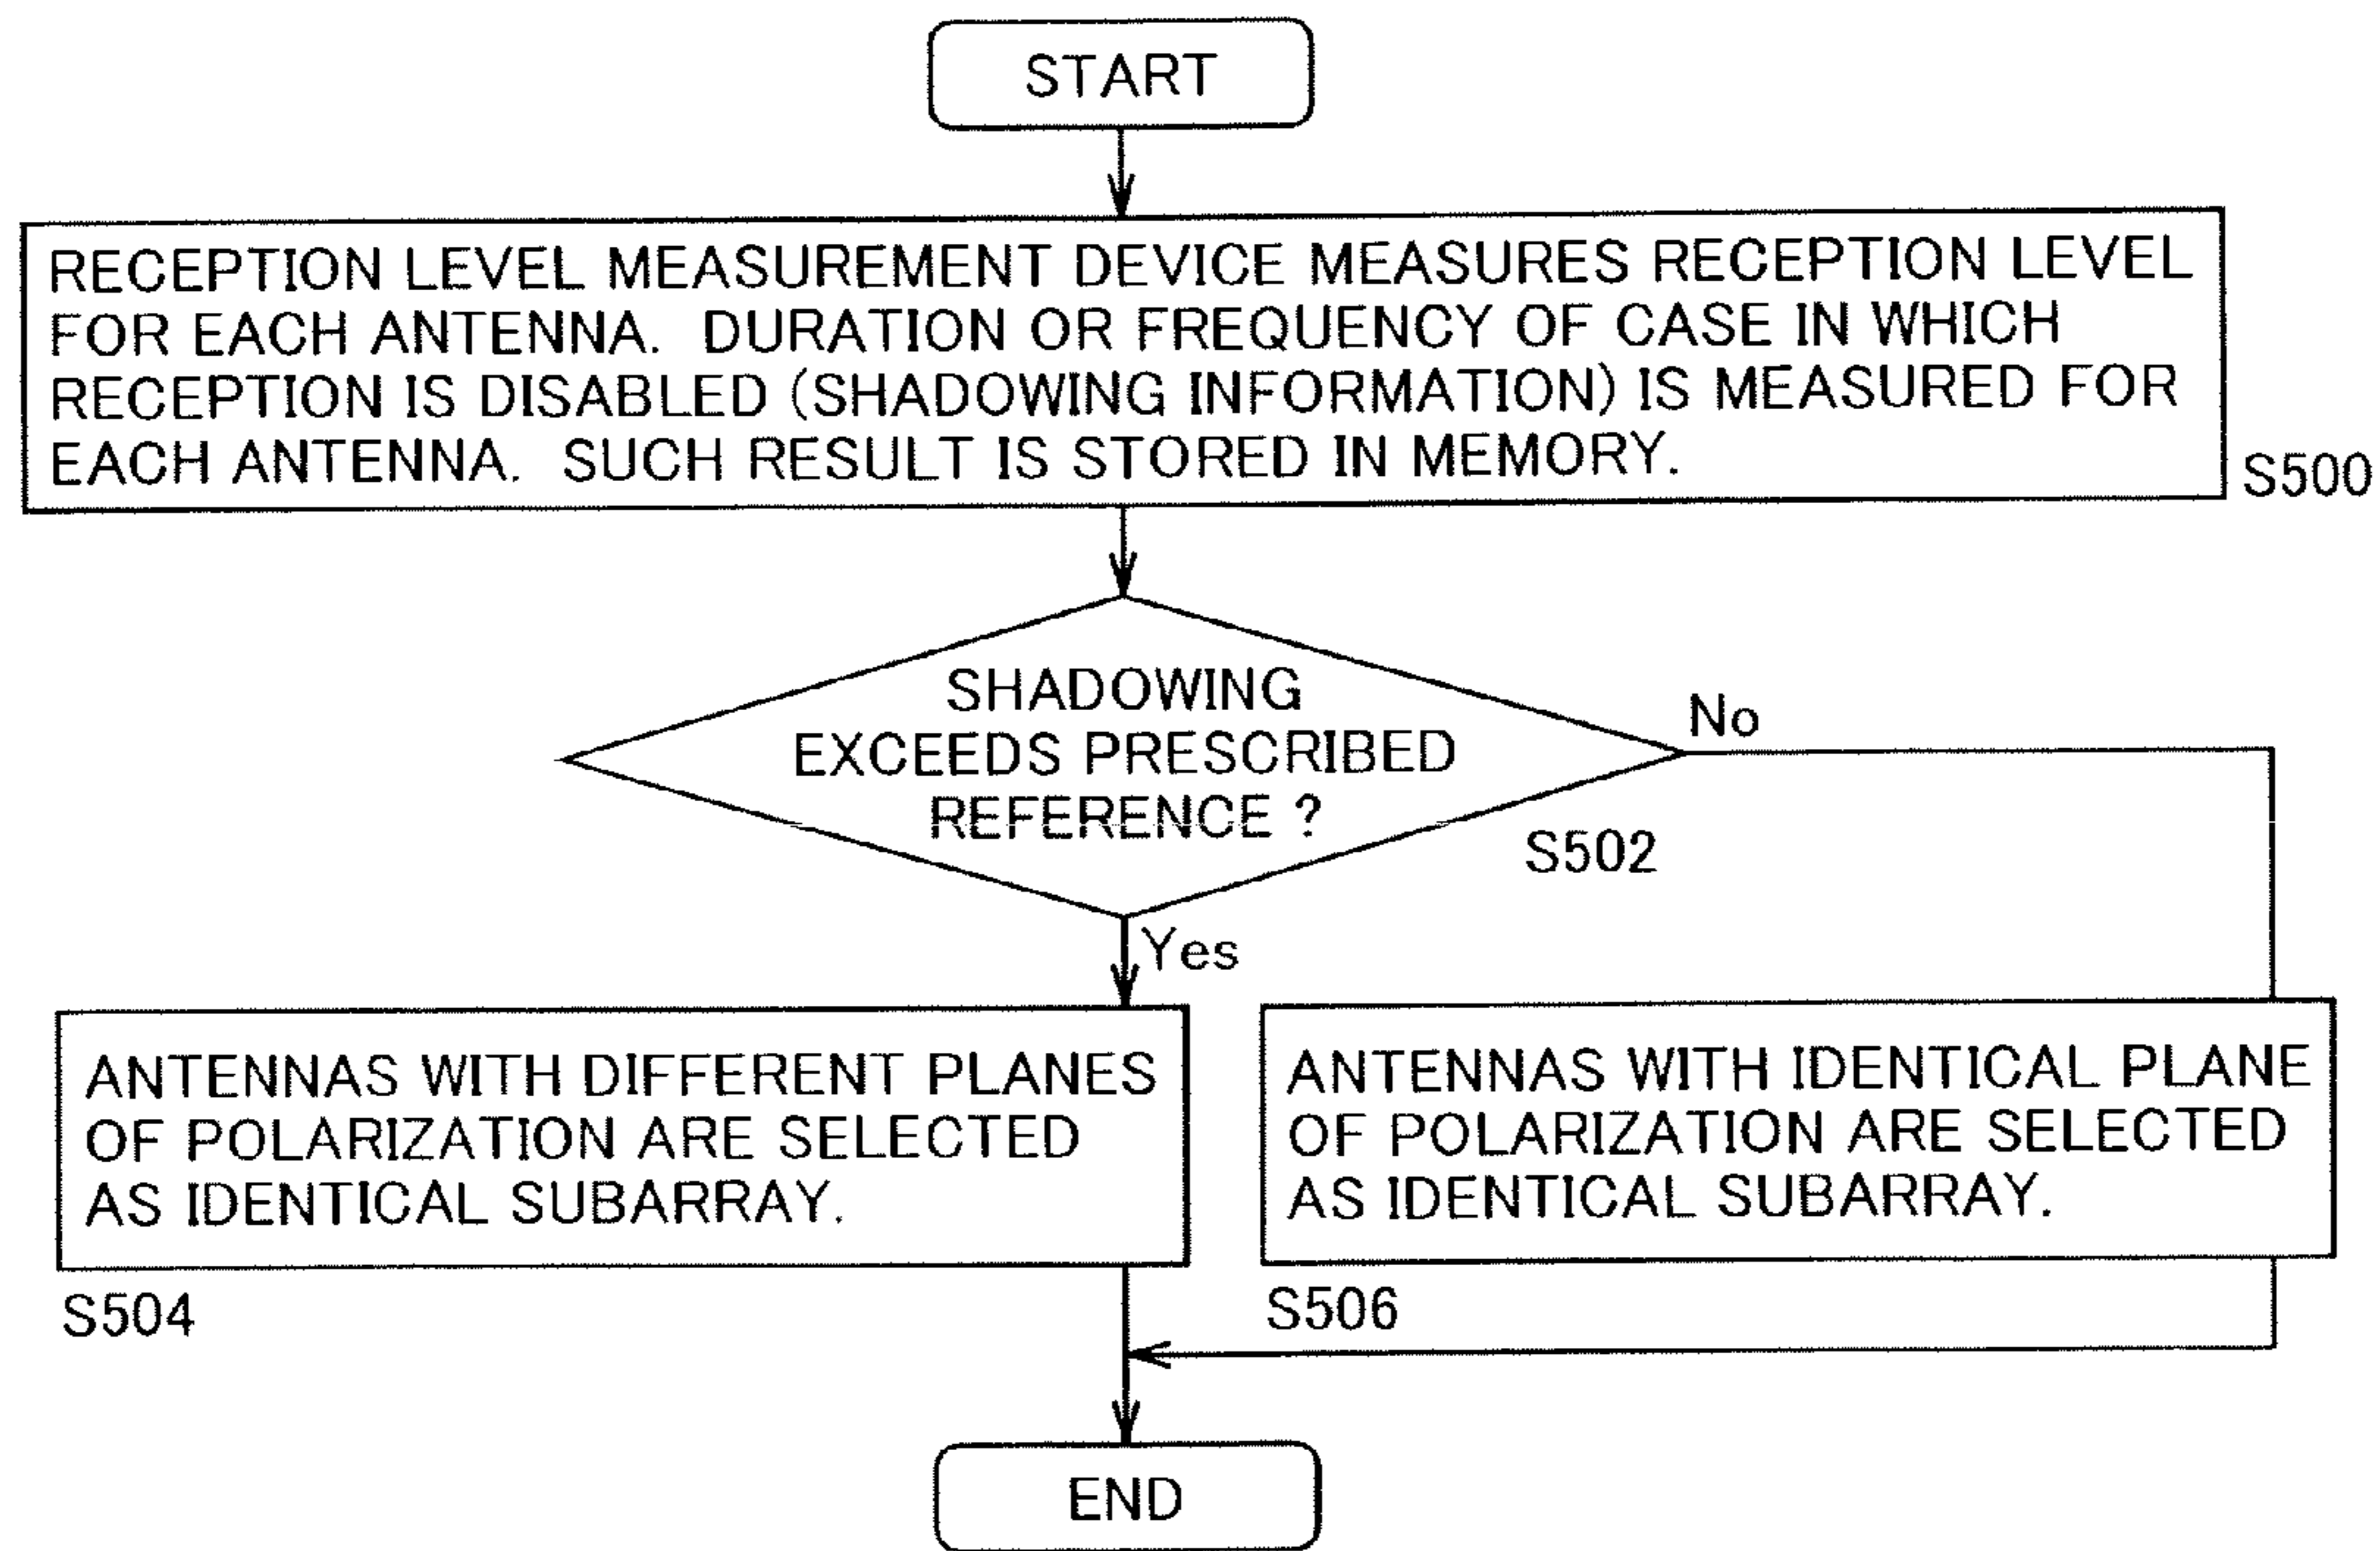 START
RECEPTION LEVEL MEASUREMENT DEVICE MEASURES RECEPTION LEVEL
FOR EACH ANTENNA. DURATION OR FREQUENCY OF CASE IN WHICH
RECEPTION IS DISABLED (SHADOWING INFORMATION) IS MEASURED FOR
EACH ANTENNA. SUCH RESULT IS STORED IN MEMORY.
S500
SHADOWING
EXCEEDS PRESCRIBED
REFERENCE ?
No
S502
Yes
ANTENNAS WITH DIFFERENT PLANES
OF POLARIZATION ARE SELECTED
AS IDENTICAL SUBARRAY.
S504
ANTENNAS WITH IDENTICAL PLANE
OF POLARIZATION ARE SELECTED
AS IDENTICAL SUBARRAY.
S506
END